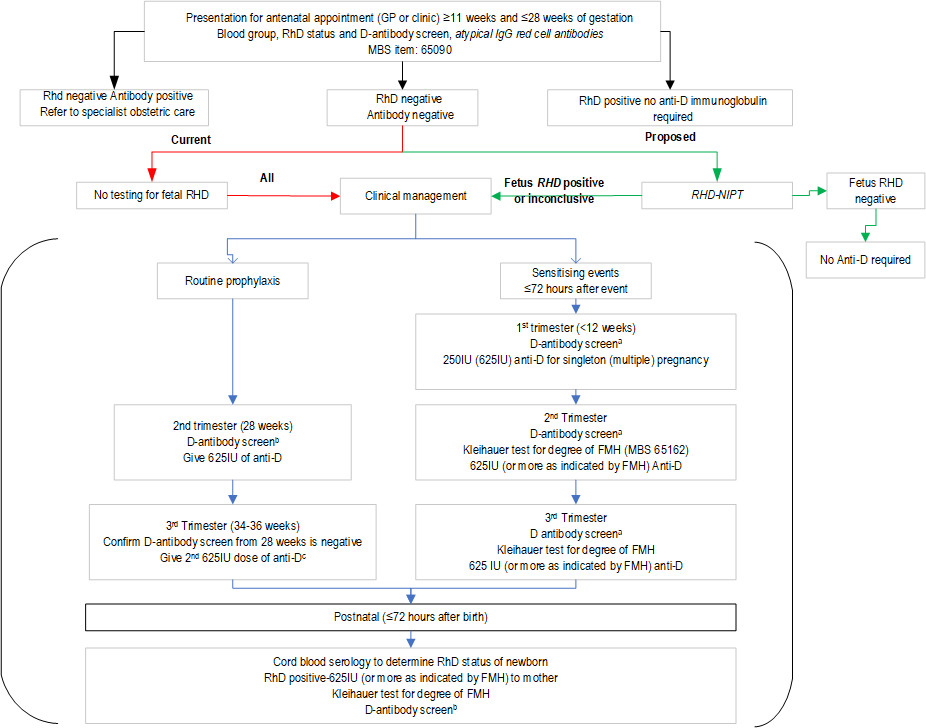 Presentation for antenatal appointment (GP or clinic) ≥11 weeks and ≤28 weeks of gestation
Blood group, RhD status and D-antibody screen, atypical IgG red cell antibodies
MBS item: 65090
Rhd negative Antibody positive
Refer to specialist obstetric care
RhD negative
Antibody negative
RhD positive no anti-D immunoglobulin
required
Current
Proposed
No testing for fetal RHD
All
Clinical management
Fetus RHD positive
or inconclusive
RHD-NIPT
Fetus RHD
negative
No Anti-D required
Routine prophylaxis
Sensitising events
≤72 hours after event
1st trimester (<12 weeks)
D-antibody screenᵃ
250IU (625IU) anti-D for singleton (multiple) pregnancy
2nd trimester (28 weeks)
D-antibody screenᵇ
Give 625IU of anti-D
2nd Trimester
D-antibody screenᵃ
Kleihauer test for degree of FMH (MBS 65162)
625IU (or more as indicated by FMH) Anti-D
3rd Trimester (34-36 weeks)
Confirm D-antibody screen from 28 weeks is negative
Give 2nd 625IU dose of anti-Dᶜ
3rd Trimester
D antibody screenᵃ
Kleihauer test for degree of FMH
625 IU (or more as indicated by FMH) anti-D
Postnatal (≤72 hours after birth)
Cord blood serology to determine RhD status of newborn
RhD positive-625IU (or more as indicated by FMH) to mother
Kleihauer test for degree of FMH
D-antibody screenᵇ